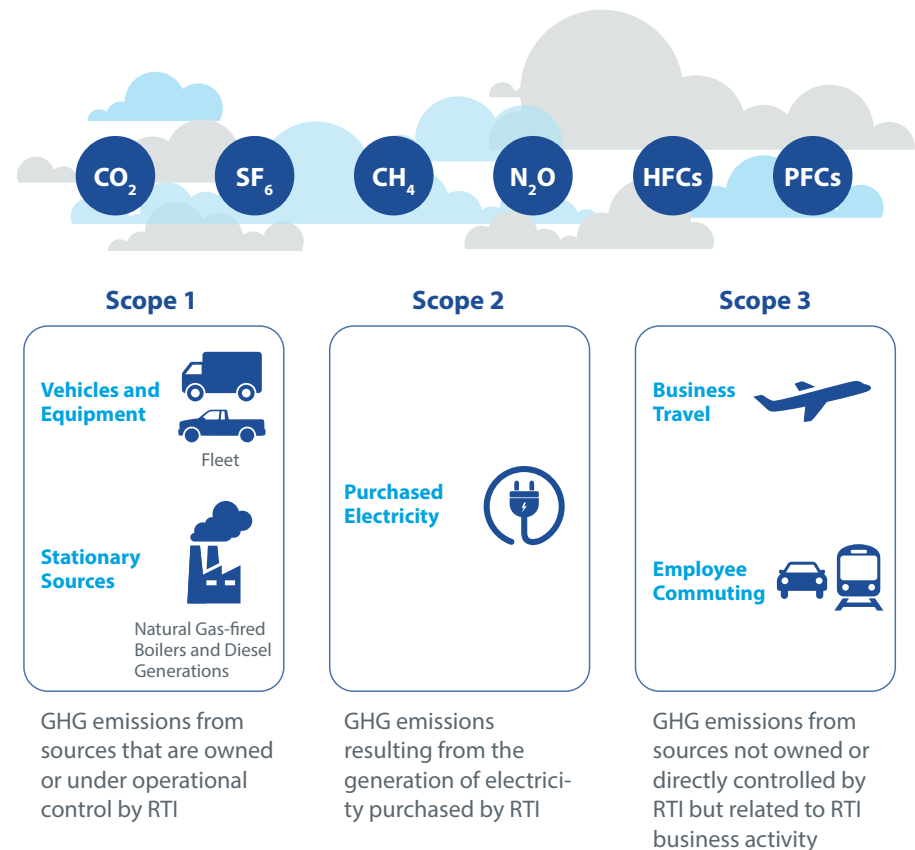 CO₂
SF₆
CH₄
N₂O
HFCs
PFCs
Scope 1
Vehicles and
Equipment
Fleet
Stationary
Sources
Natural Gas-fired
Boilers and Diesel
Generations
GHG emissions from
sources that are owned
or under operational
control by RTI
Scope 2
Purchased
Electricity
GHG emissions
resulting from the
generation of electrici-
ty purchased by RTI
Scope 3
Business
Travel
Employee
Commuting
GHG emissions from
sources not owned or
directly controlled by
RTI but related to RTI
business activity